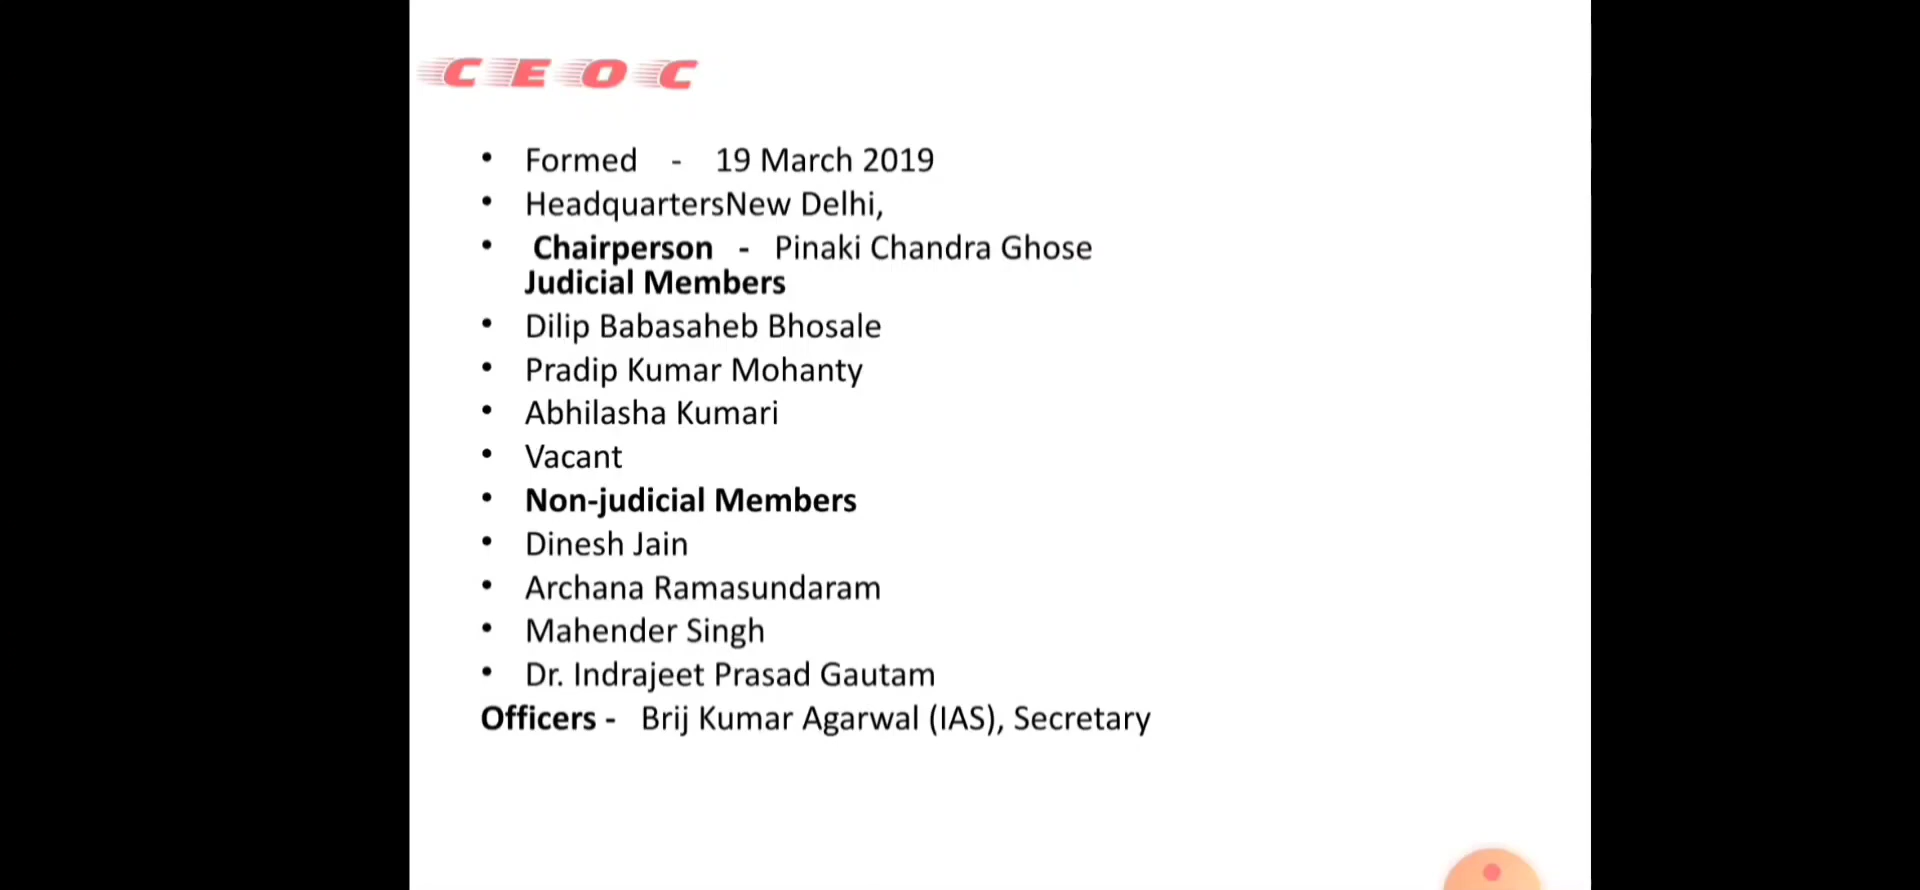 C E O C
• Formed - 19 March 2019
• HeadquartersNew Delhi,
• Chairperson - Pinaki Chandra Ghose
Judicial Members
• Dilip Babasaheb Bhosale
• Pradip Kumar Mohanty
• Abhilasha Kumari
• Vacant
• Non-judicial Members
• Dinesh Jain
• Archana Ramasundaram
• Mahender Singh
• Dr. Indrajeet Prasad Gautam
Officers - Brij Kumar Agarwal (IAS), Secretary